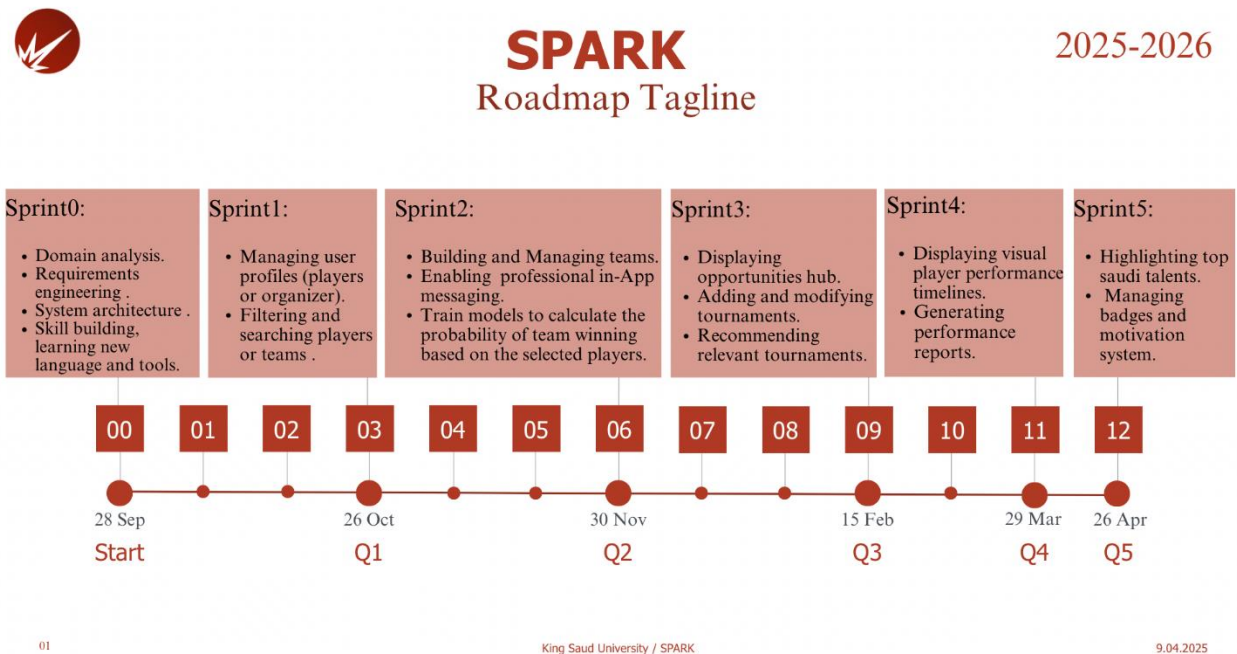 SPARK
Roadmap Tagline
2025-2026
Sprint0:
• Domain analysis.
• Requirements
engineering .
• System architecture .
• Skill building,
learning new
language and tools.
Sprint1:
• Managing user
profiles (players
or organizer).
• Filtering and
searching players
or teams .
Sprint2:
• Building and Managing teams.
• Enabling professional in-App
messaging.
• Train models to calculate the
probability of team winning
based on the selected players.
Sprint3:
• Displaying
opportunities hub.
• Adding and modifying
tournaments.
• Recommending
relevant tournaments.
Sprint4:
• Displaying visual
player performance
timelines.
• Generating
performance
reports.
Sprint5:
• Highlighting top
saudi talents.
• Managing
badges and
motivation
system.
00 01 02 03 04 05 06 07 08 09 10 11 12
28 Sep 26 Oct 30 Nov 15 Feb 29 Mar 26 Apr
Start Q1 Q2 Q3 Q4 Q5
01 King Saud University / SPARK 9.04.2025